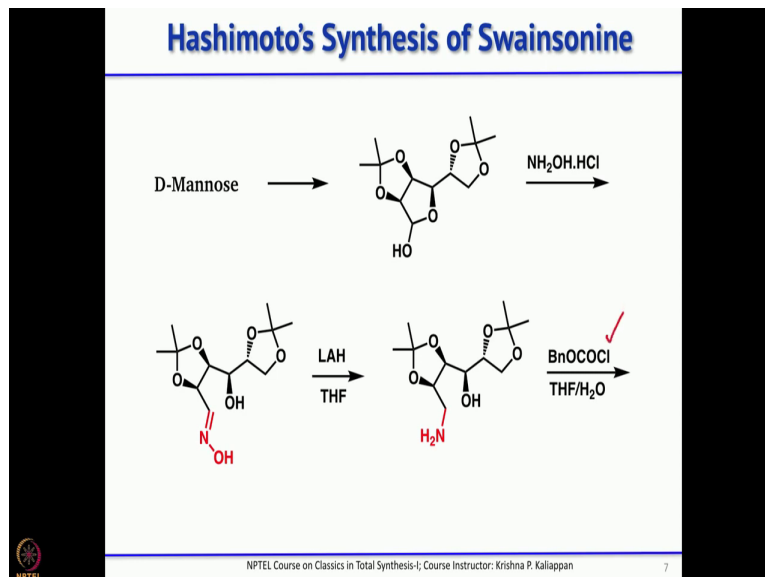 Hashimoto's Synthesis of Swainsonine
D-Mannose
O
O
O
O
O
HO
NH₂OH.HCl
O
O
O
O
OH
N
OH
LAH
THF
O
O
O
O
OH
H₂N
BnOCOCl
THF/H₂O
NPTEL
NPTEL Course on Classics in Total Synthesis-I; Course Instructor: Krishna P. Kaliappan
7